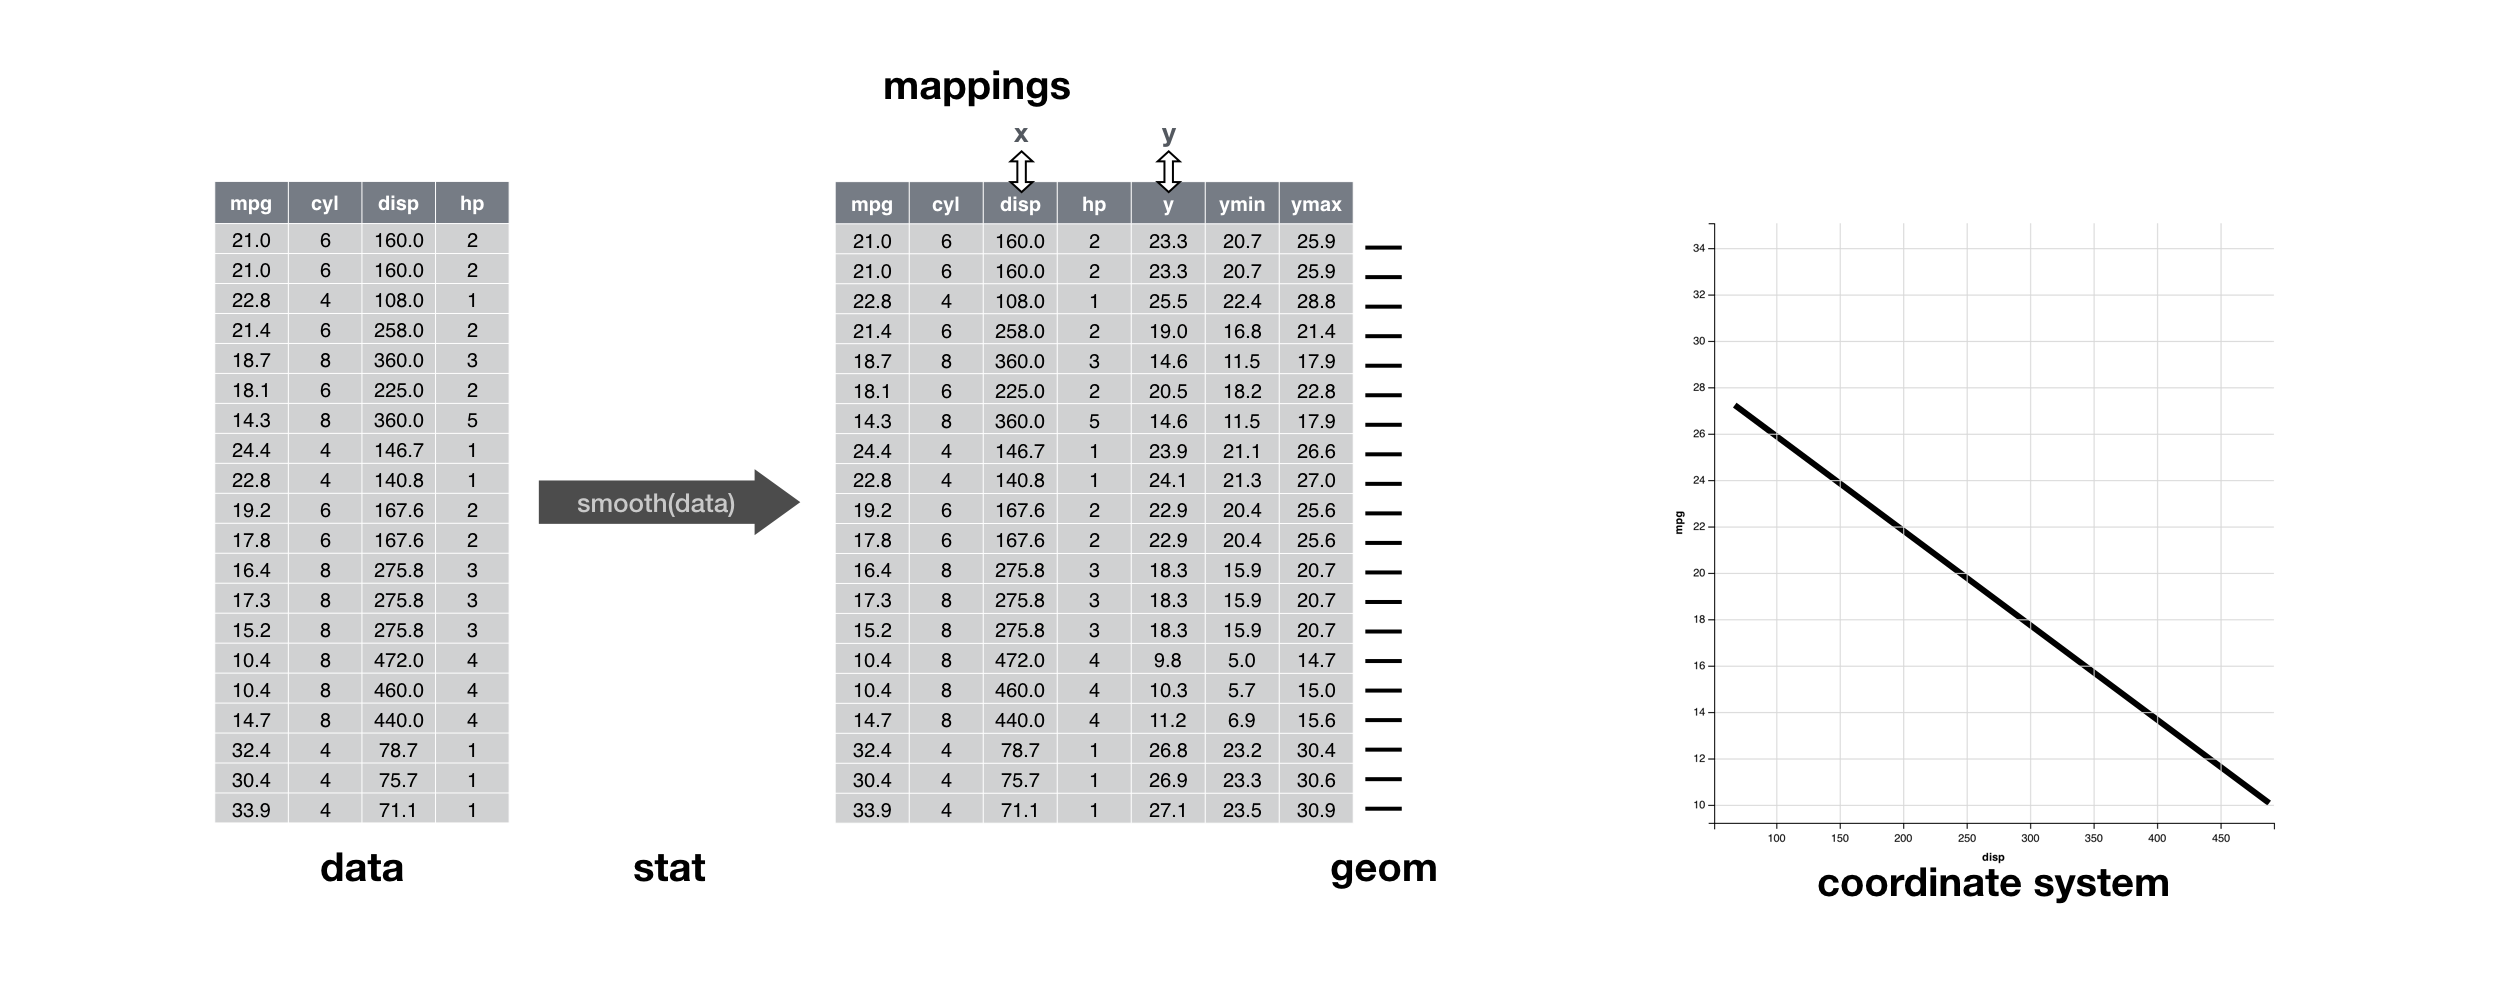 mappings
x y
mpg cyl disp hp
21.0 6 160.0 2
21.0 6 160.0 2
22.8 4 108.0 1
21.4 6 258.0 2
18.7 8 360.0 3
18.1 6 225.0 2
14.3 8 360.0 5
24.4 4 146.7 1
22.8 4 140.8 1
19.2 6 167.6 2
17.8 6 167.6 2
16.4 8 275.8 3
17.3 8 275.8 3
15.2 8 275.8 3
10.4 8 472.0 4
10.4 8 460.0 4
14.7 8 440.0 4
32.4 4 78.7 1
30.4 4 75.7 1
33.9 4 71.1 1
data
smooth(data)
stat
mpg cyl disp hp y ymin ymax
21.0 6 160.0 2 23.3 20.7 25.9
21.0 6 160.0 2 23.3 20.7 25.9
22.8 4 108.0 1 25.5 22.4 28.8
21.4 6 258.0 2 19.0 16.8 21.4
18.7 8 360.0 3 14.6 11.5 17.9
18.1 6 225.0 2 20.5 18.2 22.8
14.3 8 360.0 5 14.6 11.5 17.9
24.4 4 146.7 1 23.9 21.1 26.6
22.8 4 140.8 1 24.1 21.3 27.0
19.2 6 167.6 2 22.9 20.4 25.6
17.8 6 167.6 2 22.9 20.4 25.6
16.4 8 275.8 3 18.3 15.9 20.7
17.3 8 275.8 3 18.3 15.9 20.7
15.2 8 275.8 3 18.3 15.9 20.7
10.4 8 472.0 4 9.8 5.0 14.7
10.4 8 460.0 4 10.3 5.7 15.0
14.7 8 440.0 4 11.2 6.9 15.6
32.4 4 78.7 1 26.8 23.2 30.4
30.4 4 75.7 1 26.9 23.3 30.6
33.9 4 71.1 1 27.1 23.5 30.9
geom
34
32
30
28
26
24
22
20
18
16
14
12
10
mpg
100 150 200 250 300 350 400 450
disp
coordinate system